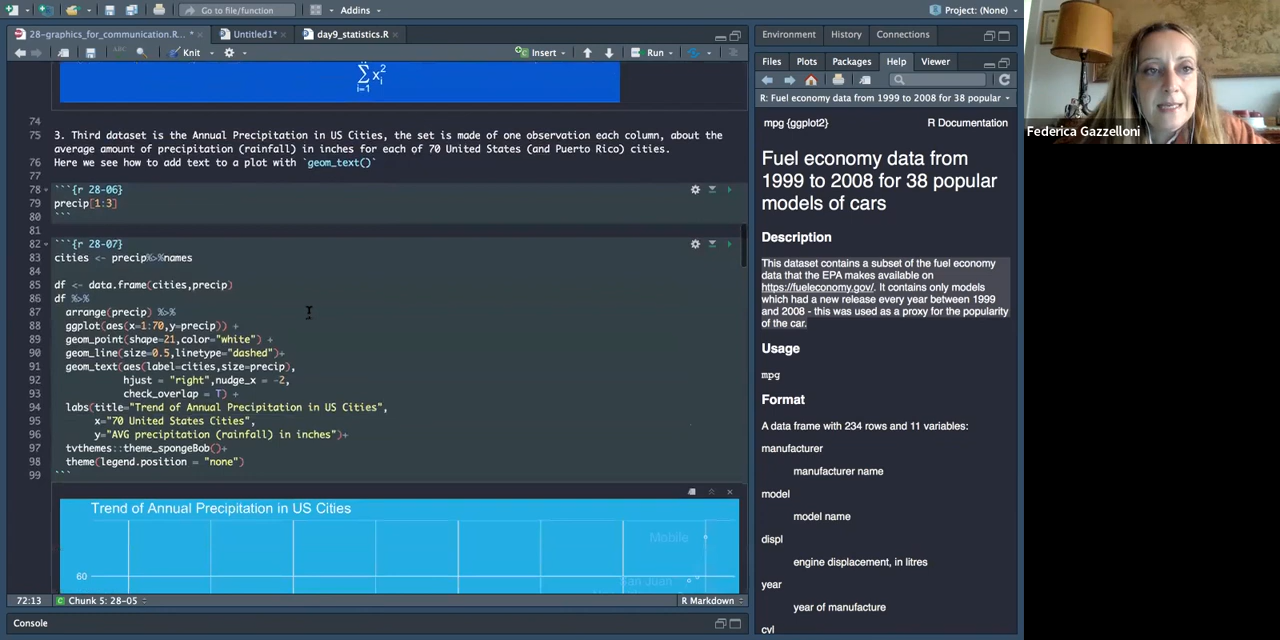 Go to file/function
Addins
Project: (None)
28-graphics_for_communication.R... *
Untitled1*
day9_statistics.R
Environment
History
Connections
Knit
Insert
Run
Files
Plots
Packages
Help
Viewer
R: Fuel economy data from 1999 to 2008 for 38 popular
mpg {ggplot2}
R Documentation
Fuel economy data from
1999 to 2008 for 38 popular
models of cars
Description
This dataset contains a subset of the fuel economy
data that the EPA makes available on
https://fueleconomy.gov/. It contains only models
which had a new release every year between 1999
and 2008 - this was used as a proxy for the popularity
of the car.
Usage
mpg
Format
A data frame with 234 rows and 11 variables:
manufacturer
manufacturer name
model
model name
displ
engine displacement, in litres
year
year of manufacture
cyl
∑ x_i^2
i=1
74
75 3. Third dataset is the Annual Precipitation in US Cities, the set is made of one observation each column, about the
average amount of precipitation (rainfall) in inches for each of 70 United States (and Puerto Rico) cities.
76 Here we see how to add text to a plot with `geom_text()`
77
78 ```{r 28-06}
79 precip[1:3]
80 ```
81
82 ```{r 28-07}
83 cities <- precip%>%names
84
85 df <- data.frame(cities,precip)
86 df %>%
87 arrange(precip) %>%
88 ggplot(aes(x=1:70,y=precip)) +
89 geom_point(shape=21,color="white") +
90 geom_line(size=0.5,linetype="dashed")+
91 geom_text(aes(label=cities,size=precip),
92 hjust = "right",nudge_x = -2,
93 check_overlap = T) +
94 labs(title="Trend of Annual Precipitation in US Cities",
95 x="70 United States Cities",
96 y="AVG precipitation (rainfall) in inches")+
97 tvthemes::theme_spongeBob()+
98 theme(legend.position = "none")
99 ```
Trend of Annual Precipitation in US Cities
Mobile
60
San Juan
72:13
Chunk 5: 28-05
R Markdown
Console
Federica Gazzelloni